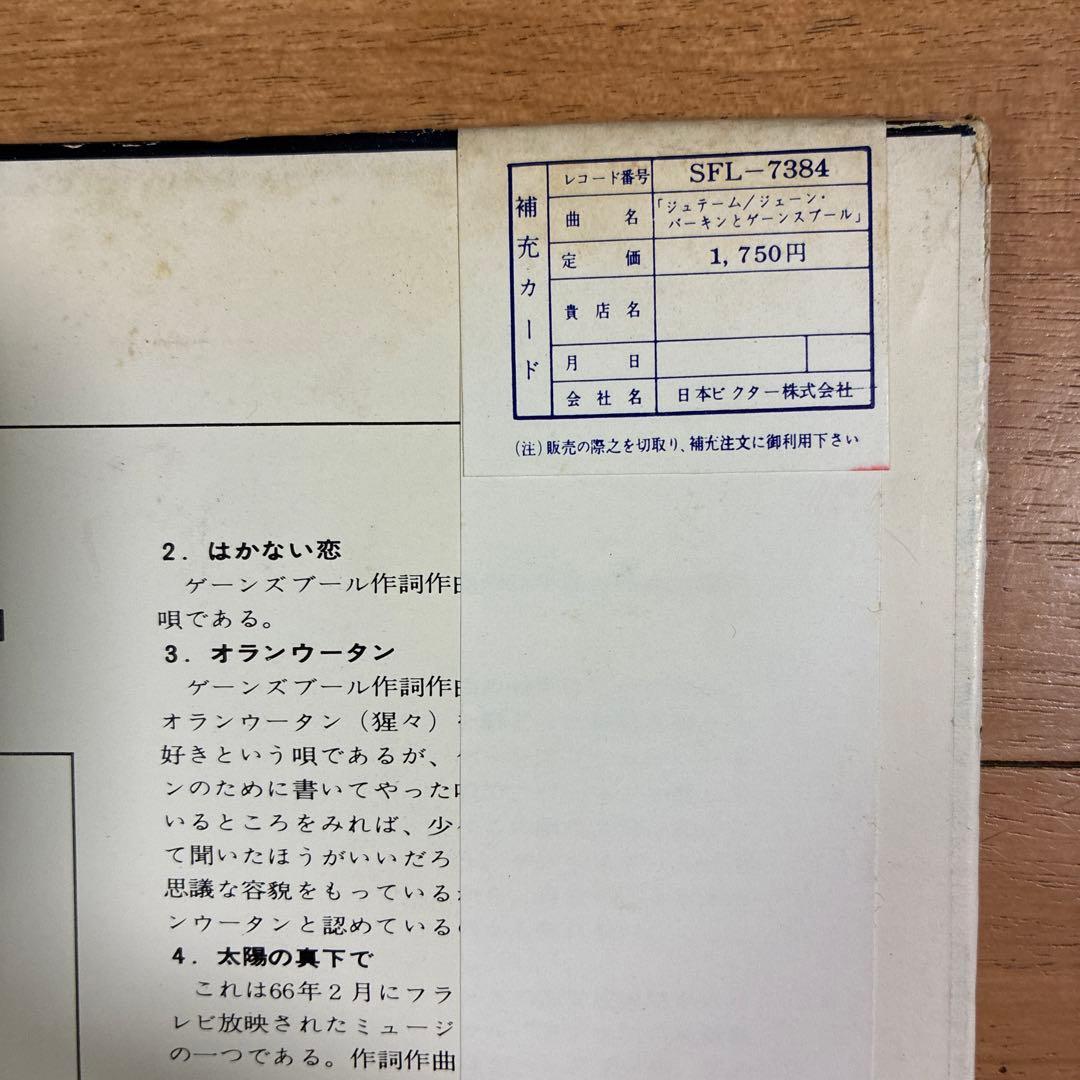 補充カード
レコード番号 SFL-7384
曲名 「ジュテーム/ジェーン・
バーキンとゲーンスブール」
定価 1,750円
貴店名
月日
会社名 日本ビクター株式会社
(注)販売の際之を切取り、補充注文に御利用下さい
2. はかない恋
ゲーンズブール作詞作曲
唄である。
3. オランウータン
ゲーンズブール作詞作曲
オランウータン(猩々)
好きという唄であるが、
ンのために書いてやった
いるところをみれば、少
て聞いたほうがいいだろ
思議な容貌をもっている
ンウータンと認めている
4. 太陽の真下で
これは66年2月にフラ
レビ放映されたミュージ
の一つである。作詞作曲